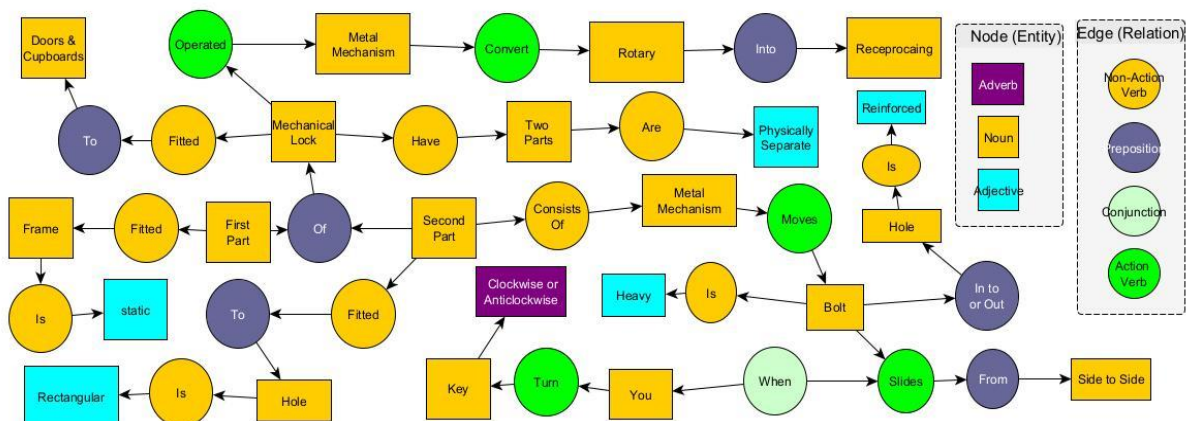 Doors &
Cupboards
Operated
Metal
Mechanism
Convert
Rotary
Into
Receprocaing
To
Fitted
Mechanical
Lock
Have
Two
Parts
Are
Physically
Separate
Reinforced
Is
Hole
Frame
Fitted
First
Part
Of
Second
Part
Consists
Of
Metal
Mechanism
Moves
Is
static
To
Fitted
Clockwise or
Anticlockwise
Heavy
Is
Bolt
In to
or Out
Rectangular
Is
Hole
Key
Turn
You
When
Slides
From
Side to Side
Node (Entity)
Adverb
Noun
Adjective
Edge (Relation)
Non-Action
Verb
Preposition
Conjunction
Action
Verb